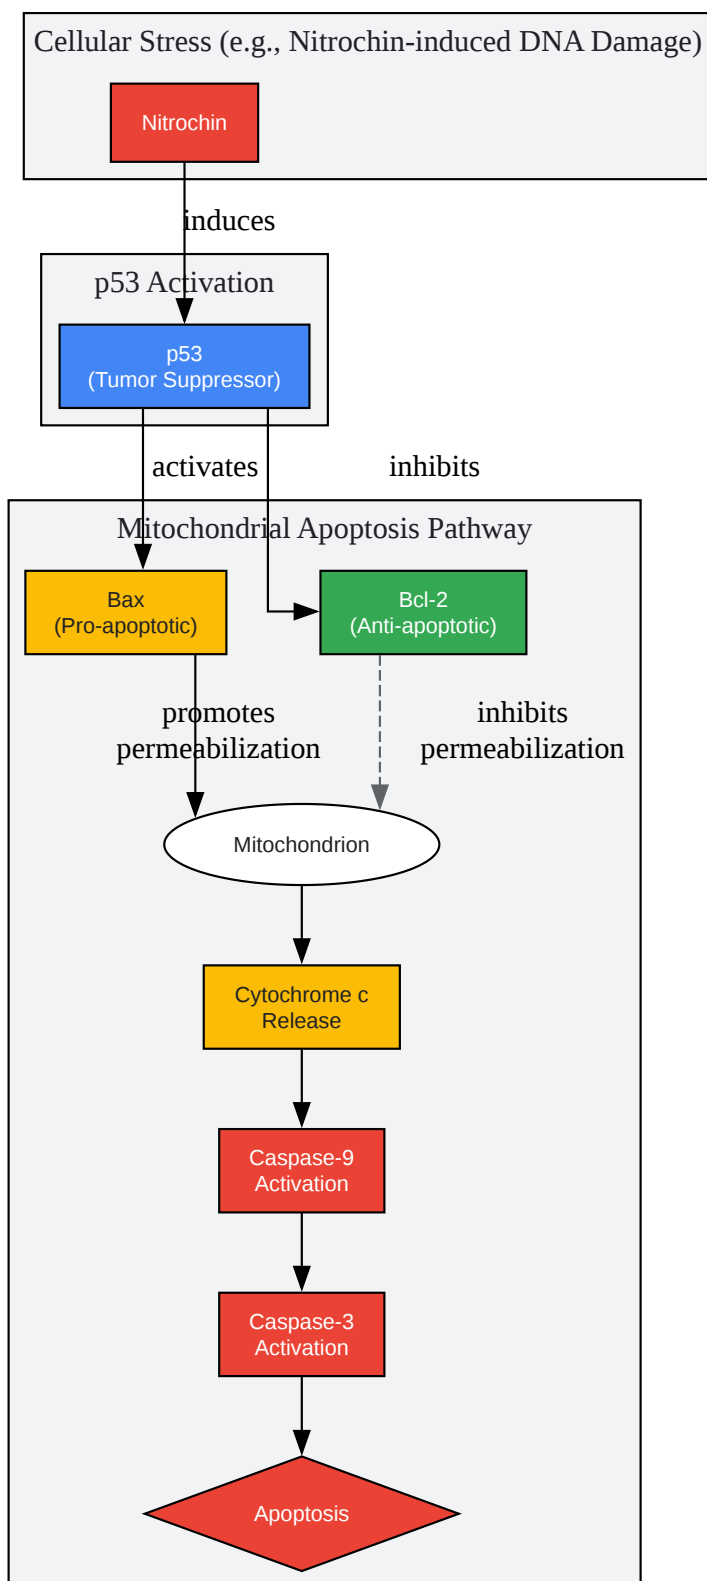 Cellular Stress (e.g., Nitrochin-induced DNA Damage)
Nitrochin
induces
p53 Activation
p53
(Tumor Suppressor)
activates
inhibits
Mitochondrial Apoptosis Pathway
Bax
(Pro-apoptotic)
Bcl-2
(Anti-apoptotic)
promotes
permeabilization
inhibits
permeabilization
Mitochondrion
Cytochrome c
Release
Caspase-9
Activation
Caspase-3
Activation
Apoptosis